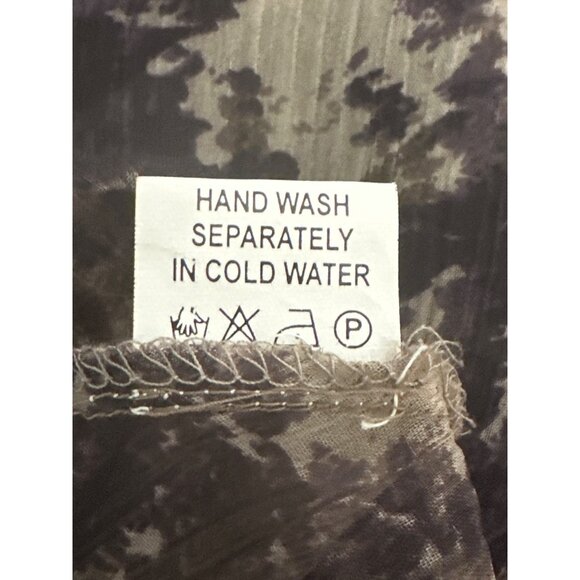 HAND WASH
SEPARATELY
IN COLD WATER
P